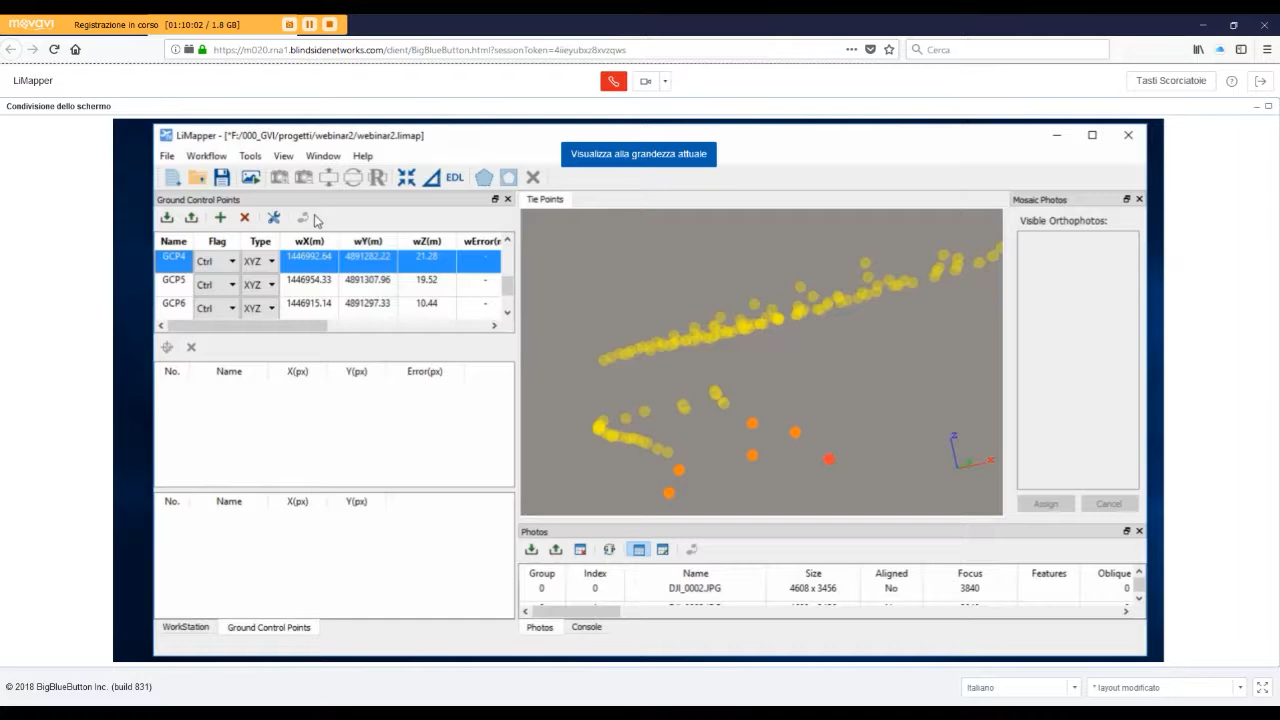 movavi
Registrazione in corso [01:10:02 / 1.8 GB]
https://m020.rna1.blindsidenetworks.com/client/BigBlueButton.html?sessionToken=4iieyubxz8xvzqws
Cerca
LiMapper
Tasti Scorciatoie
Condivisione dello schermo
LiMapper - [*F:/000_GVI/progetti/webinar2/webinar2.limap]
Visualizza alla grandezza attuale
File Workflow Tools View Window Help
EDL
Ground Control Points
Tie Points
Mosaic Photos
Visible Orthophotos:
Name Flag Type wX(m) wY(m) wZ(m) wError(r
GCP4 Ctrl XYZ 1446992.64 4891282.22 21.28 -
GCP5 Ctrl XYZ 1446954.33 4891307.96 19.52 -
GCP6 Ctrl XYZ 1446915.14 4891297.33 10.44 -
No. Name X(px) Y(px) Error(px)
Z
X
No. Name X(px) Y(px)
Assign Cancel
Photos
Group Index Name Size Aligned Focus Features Oblique
0 0 DJI_0002.JPG 4608 x 3456 No 3840 0
WorkStation Ground Control Points
Photos Console
© 2018 BigBlueButton Inc. (build 831)
Italiano
* layout modificato